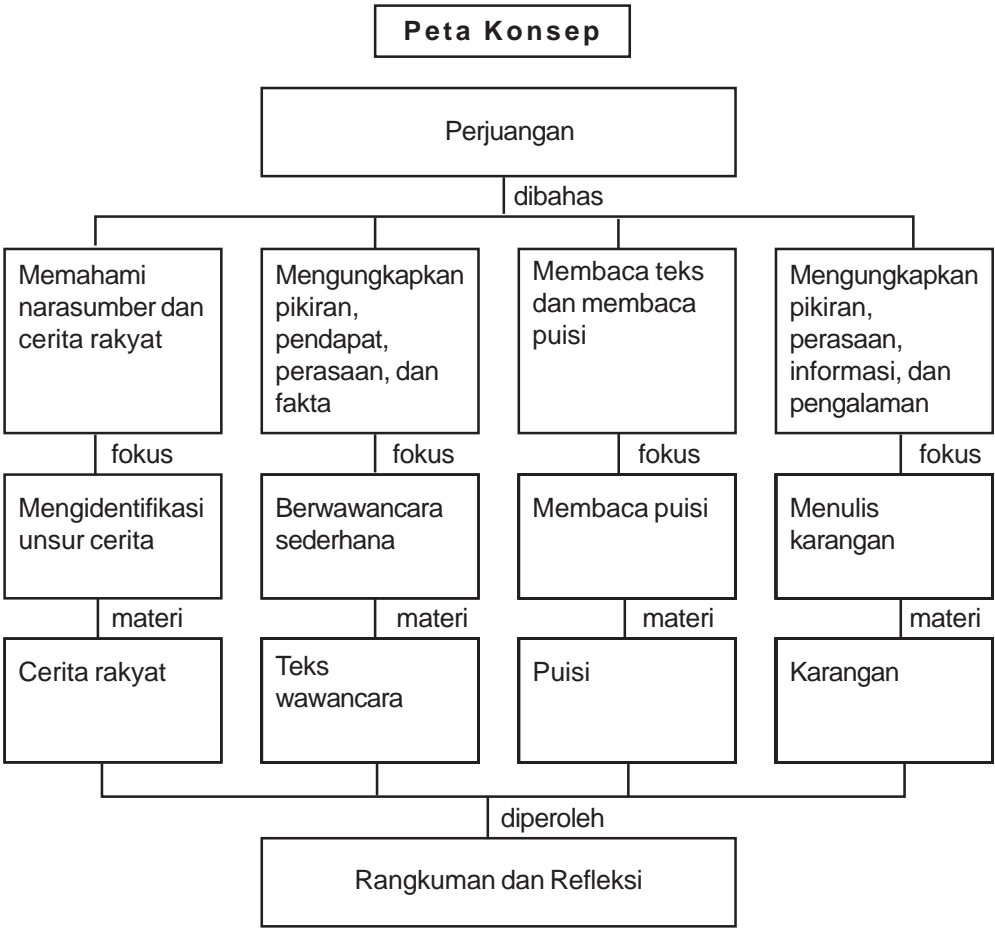 Peta Konsep
Perjuangan
dibahas
Memahami
narasumber dan
cerita rakyat
Mengungkapkan
pikiran,
pendapat,
perasaan, dan
fakta
Membaca teks
dan membaca
puisi
Mengungkapkan
pikiran,
perasaan,
informasi, dan
pengalaman
fokus
fokus
fokus
fokus
Mengidentifikasi
unsur cerita
Berwawancara
sederhana
Membaca puisi
Menulis
karangan
materi
materi
materi
materi
Cerita rakyat
Teks
wawancara
Puisi
Karangan
diperoleh
Rangkuman dan Refleksi